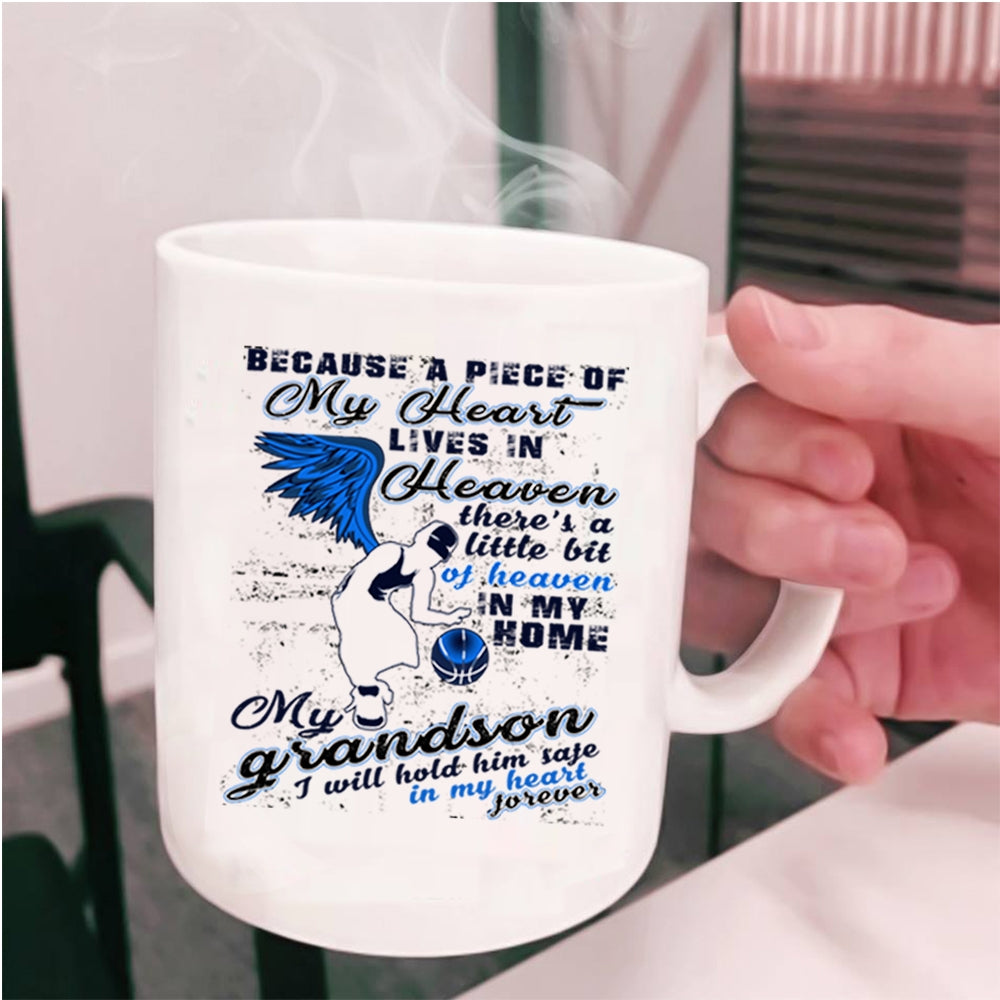 BECAUSE A PIECE OF
My Heart
LIVES IN
Heaven
there's a
little bit
of heaven
IN MY
HOME
My
grandson
I will hold him safe
in my heart
forever